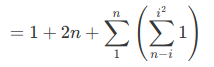 = 1 + 2n + \sum_{1}^{n} \left( \sum_{n-i}^{i^2} 1 \right)